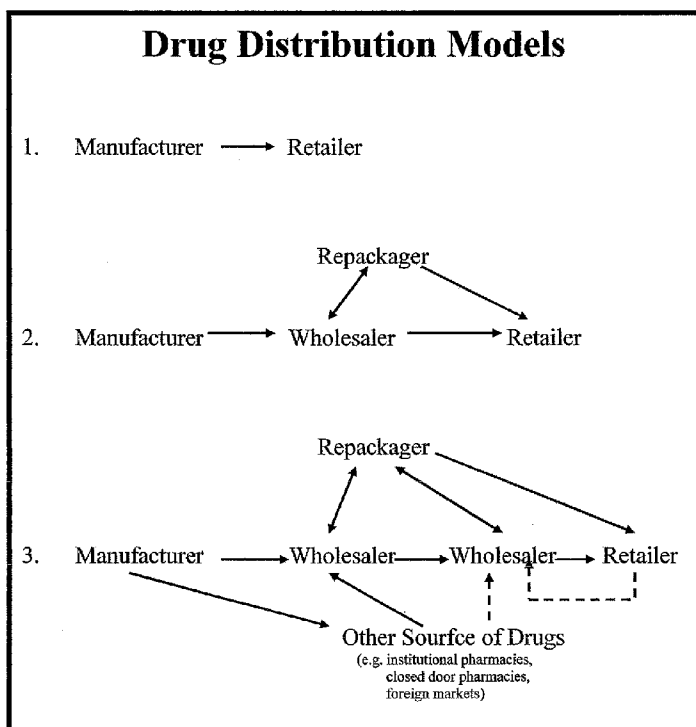 Drug Distribution Models
1. Manufacturer Retailer
Repackager
2. Manufacturer Wholesaler Retailer
Repackager
3. Manufacturer Wholesaler Wholesaler Retailer
Other Sourfce of Drugs
(e.g. institutional pharmacies,
closed door pharmacies,
foreign markets)